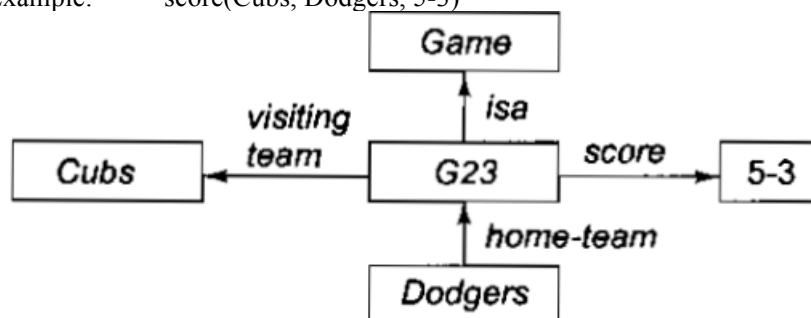 score(Cubs, Dodgers, 5-3)
Game
isa
visiting
team
Cubs
G23
score
5-3
home-team
Dodgers